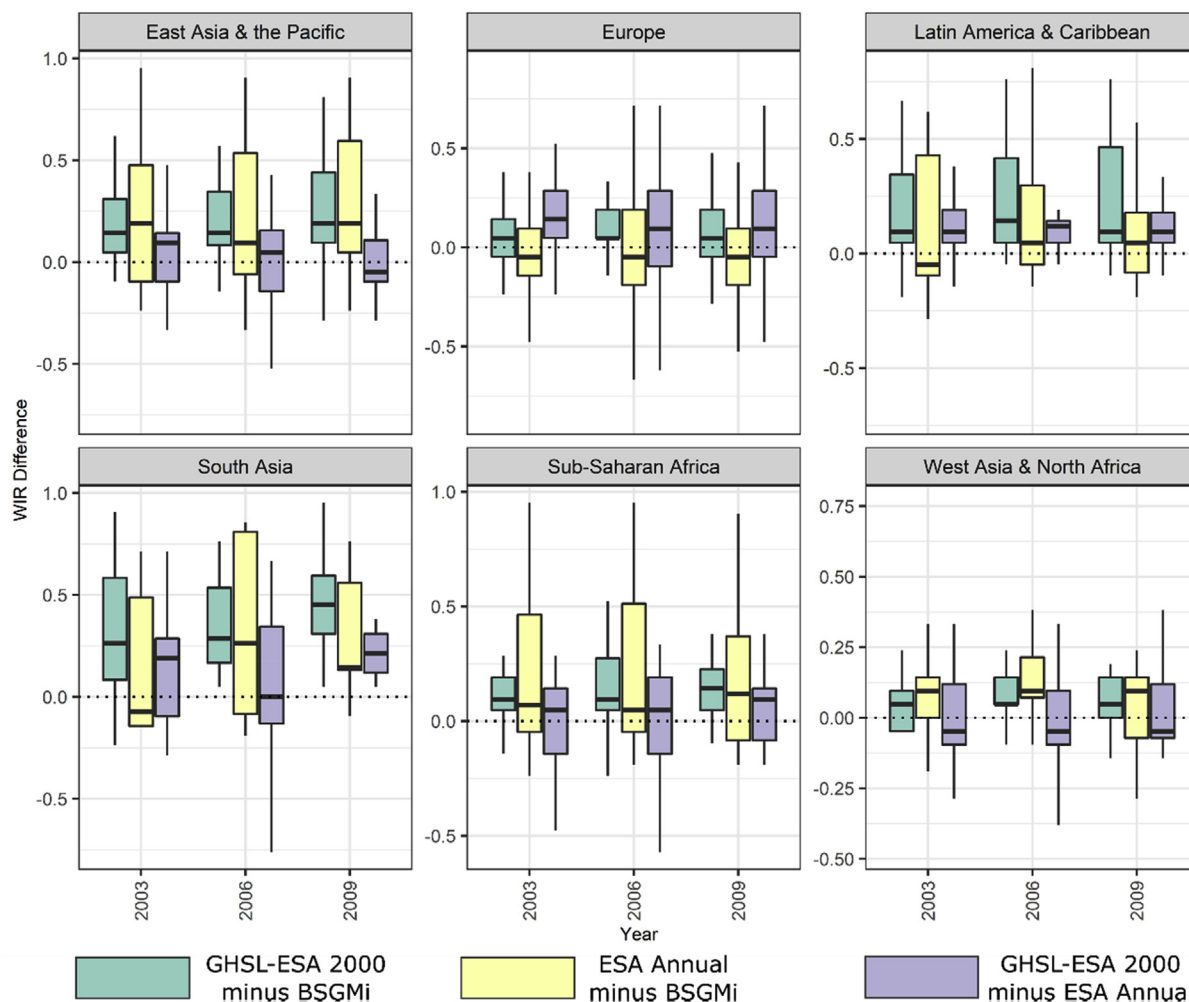 East Asia & the Pacific
Europe
Latin America & Caribbean
1.0
0.5
0.0
-0.5
0.5
0.0
-0.5
0.5
0.0
-0.5
WIR Difference
South Asia
Sub-Saharan Africa
West Asia & North Africa
1.0
0.5
0.0
-0.5
1.0
0.5
0.0
-0.5
0.75
0.50
0.25
0.00
-0.25
-0.50
2003
2006
2009
2003
2006
2009
2003
2006
2009
Year
GHSL-ESA 2000
minus BSGMi
ESA Annual
minus BSGMi
GHSL-ESA 2000
minus ESA Annual